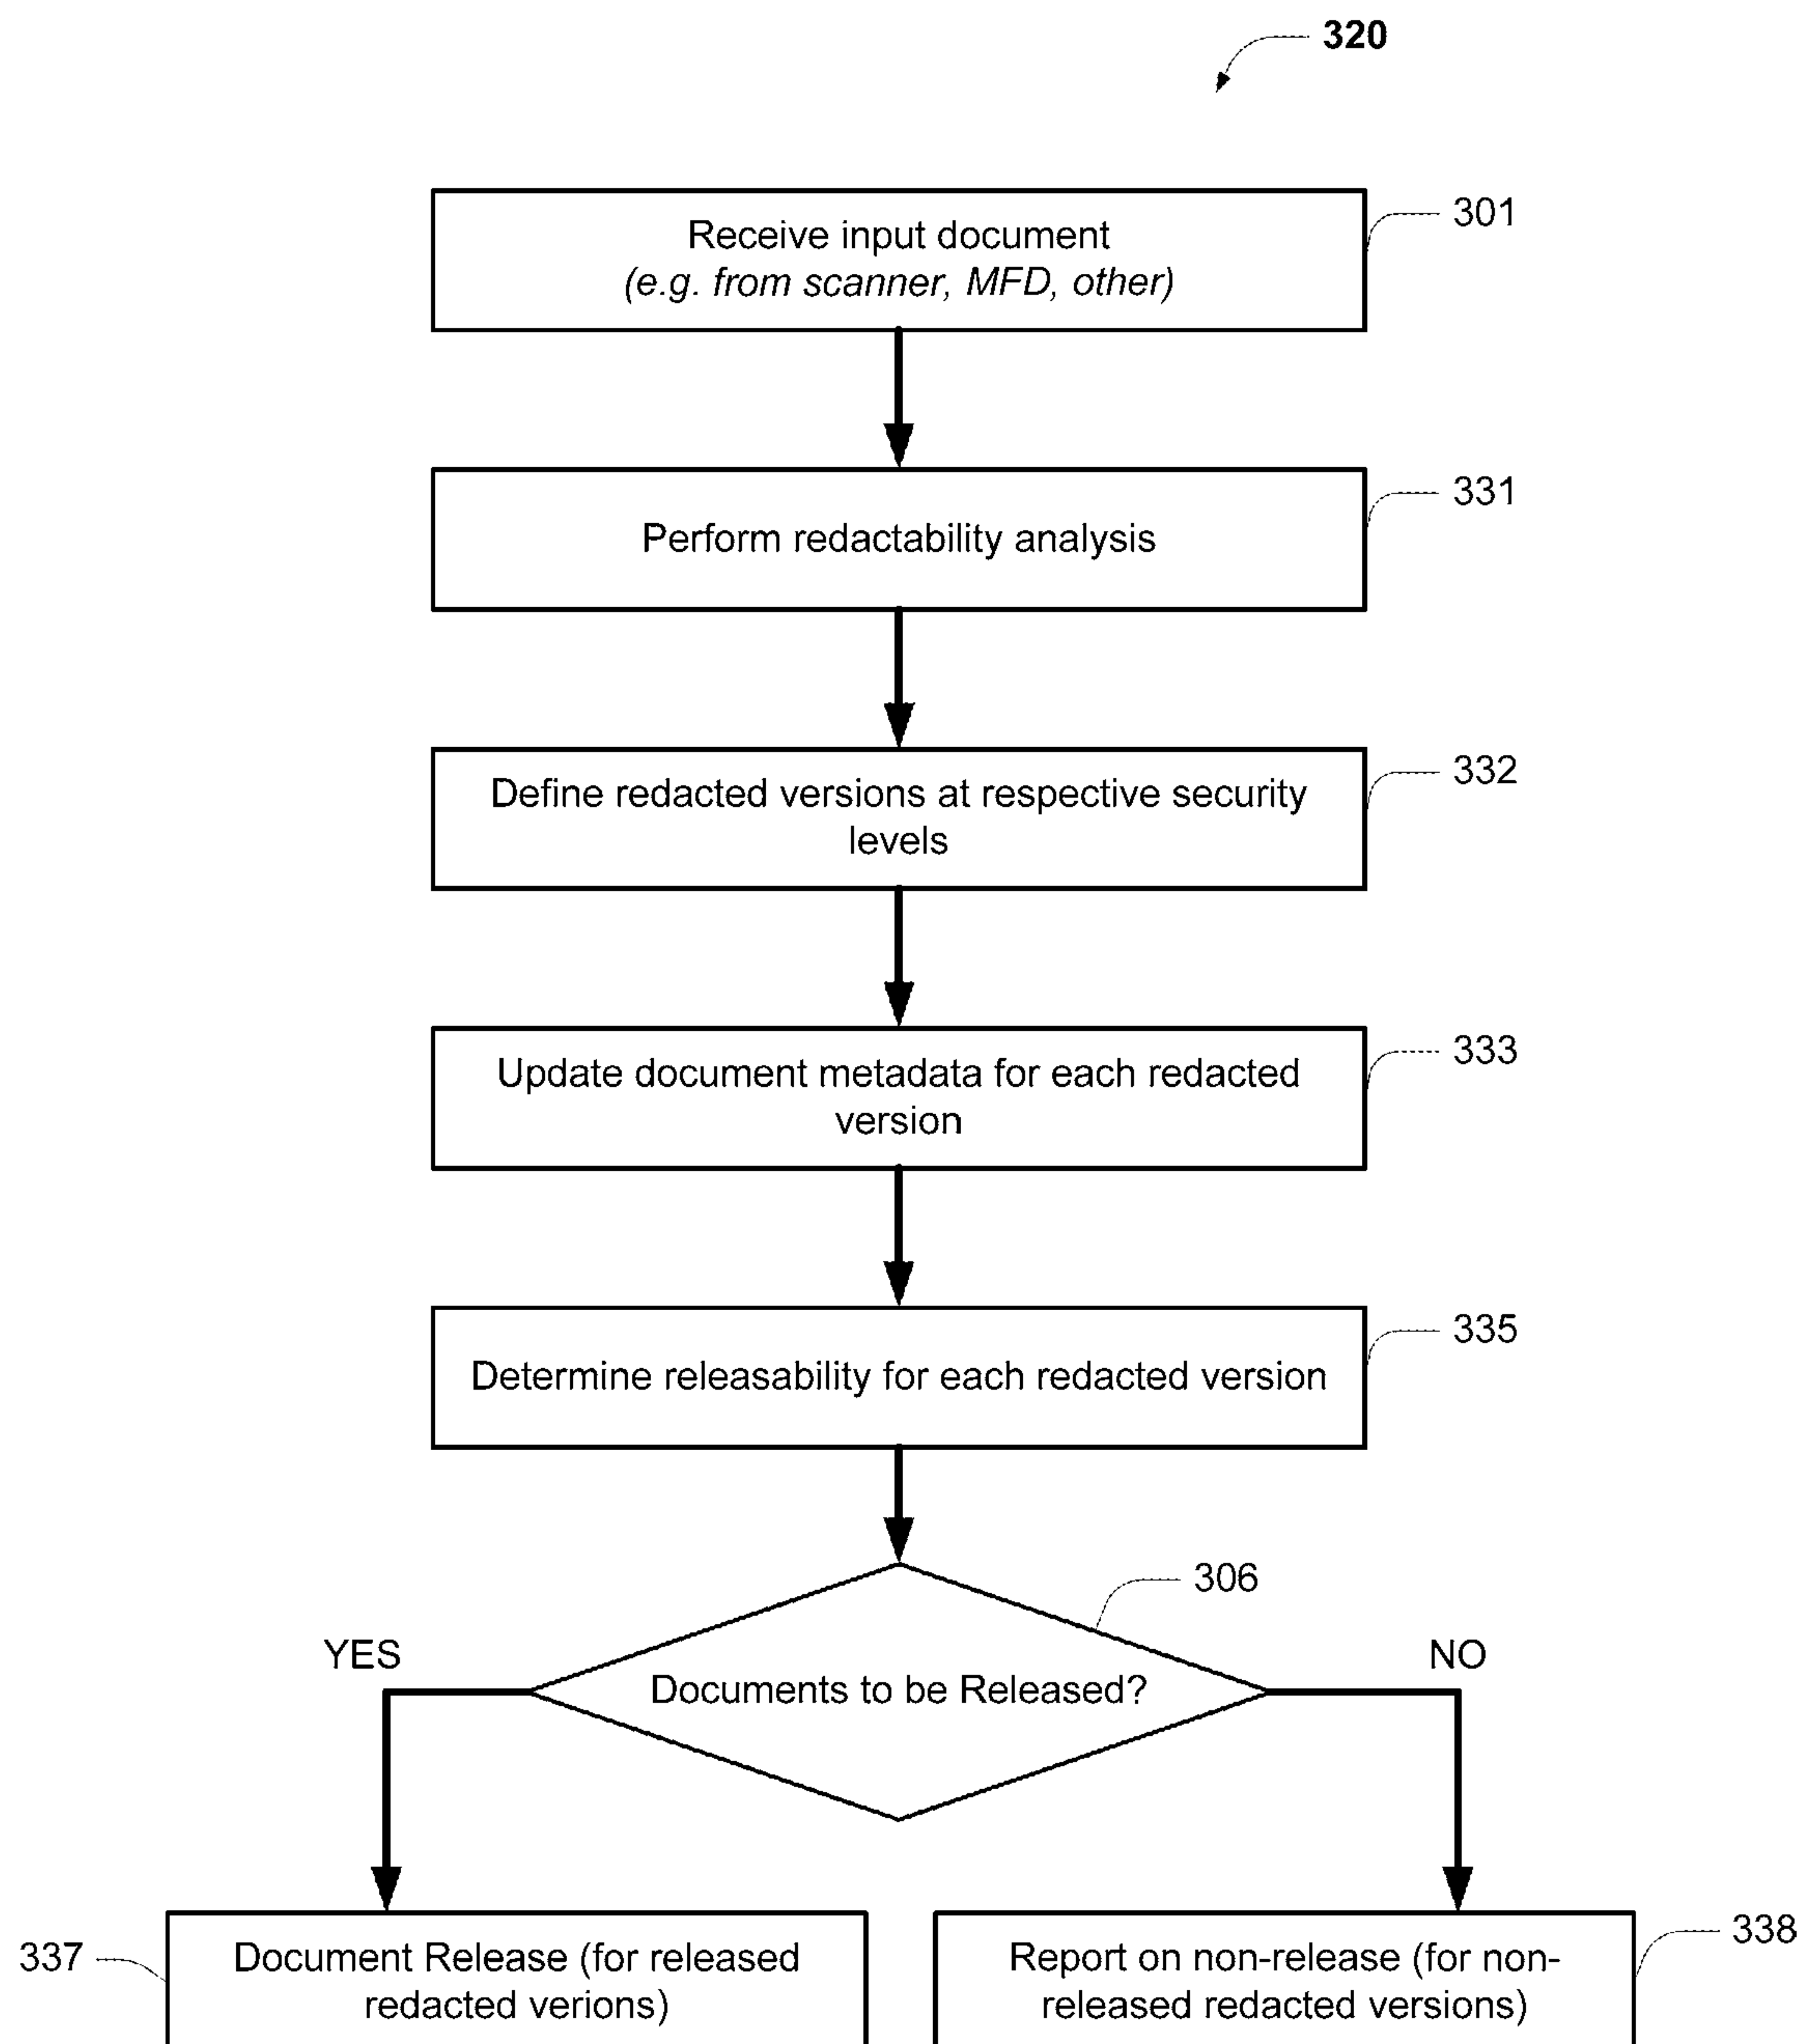 320
Receive input document
(e.g. from scanner, MFD, other)
301
Perform redactability analysis
331
Define redacted versions at respective security
levels
332
Update document metadata for each redacted
version
333
Determine releasability for each redacted version
335
306
Documents to be Released?
YES
NO
337
Document Release (for released
redacted verions)
Report on non-release (for non-
released redacted versions)
338